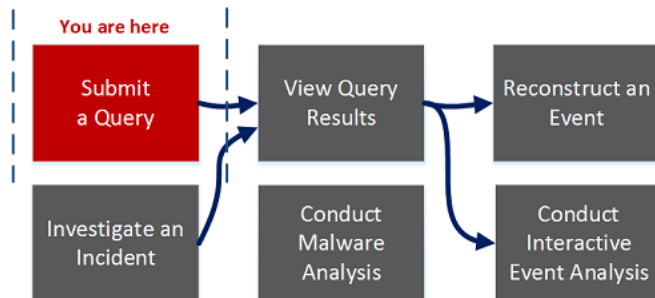 You are here
Submit
a Query
View Query
Results
Reconstruct an
Event
Investigate an
Incident
Conduct
Malware
Analysis
Conduct
Interactive
Event Analysis